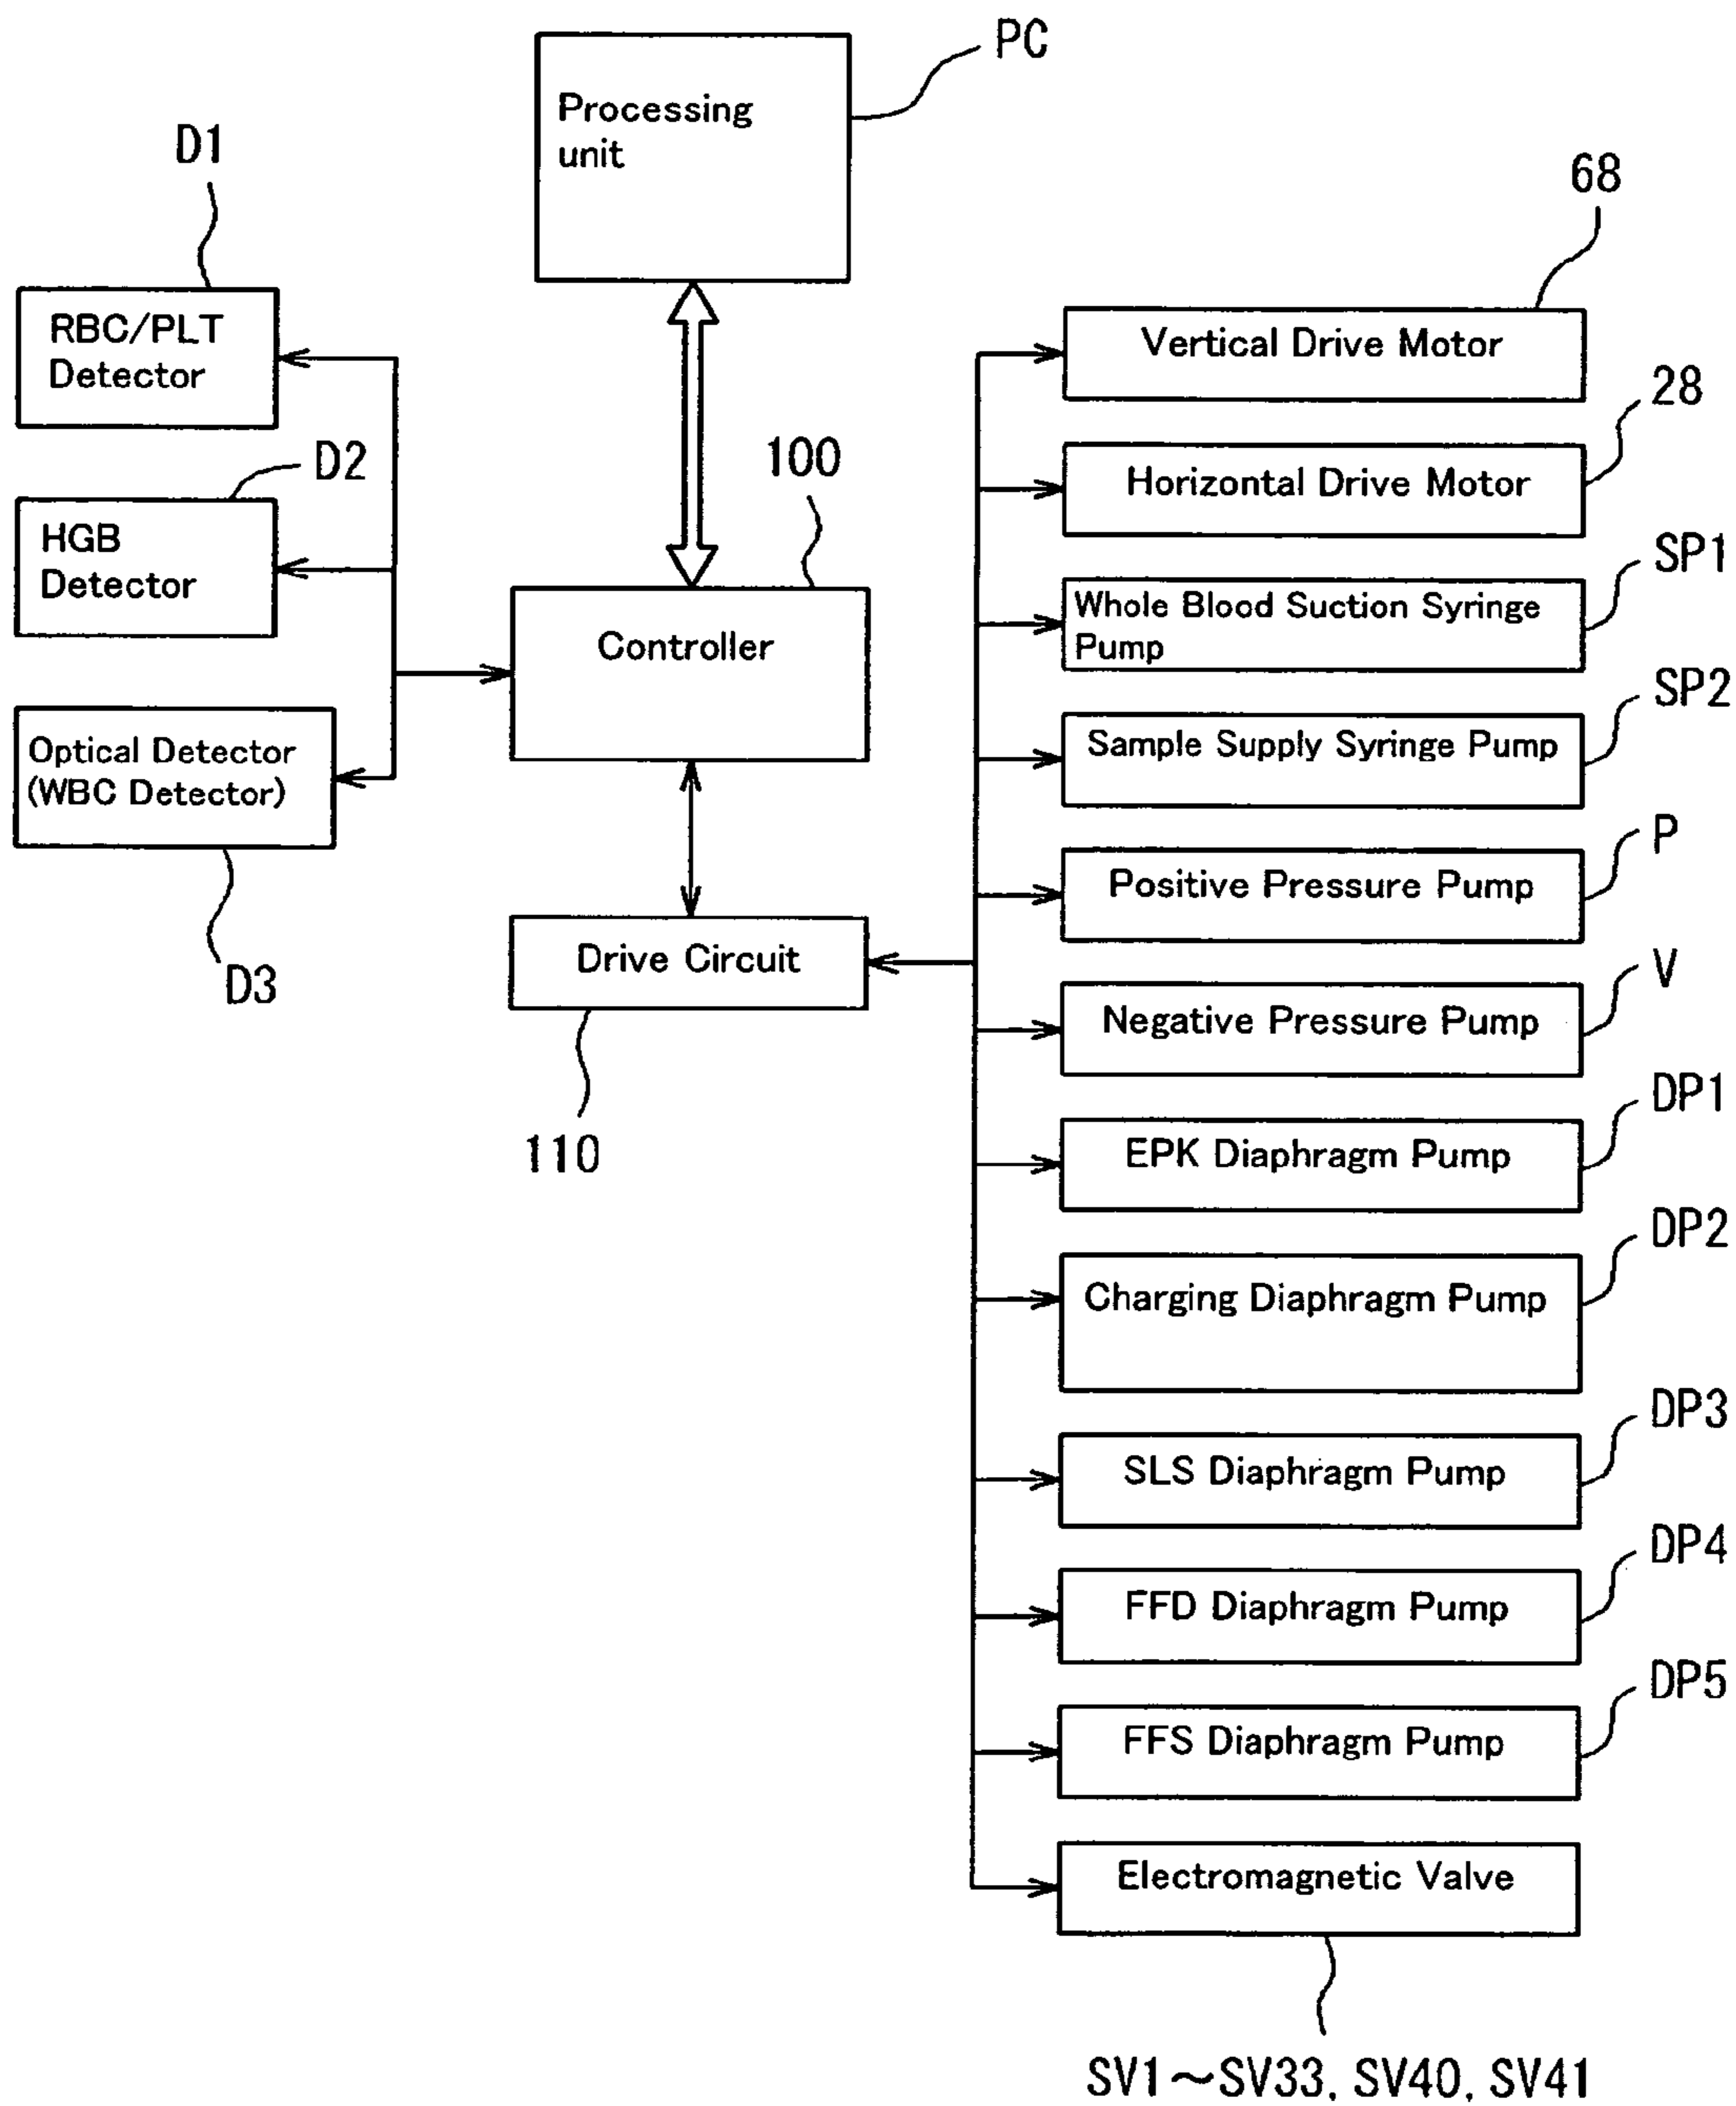 PC
Processing
unit
D1
68
RBC/PLT
Detector
Vertical Drive Motor
28
D2
100
Horizontal Drive Motor
HGB
Detector
SP1
Controller
Whole Blood Suction Syringe
Pump
SP2
Optical Detector
(WBC Detector)
Sample Supply Syringe Pump
P
Positive Pressure Pump
D3
Drive Circuit
V
Negative Pressure Pump
110
DP1
EPK Diaphragm Pump
DP2
Charging Diaphragm Pump
DP3
SLS Diaphragm Pump
DP4
FFD Diaphragm Pump
DP5
FFS Diaphragm Pump
Electromagnetic Valve
SV1～SV33, SV40, SV41